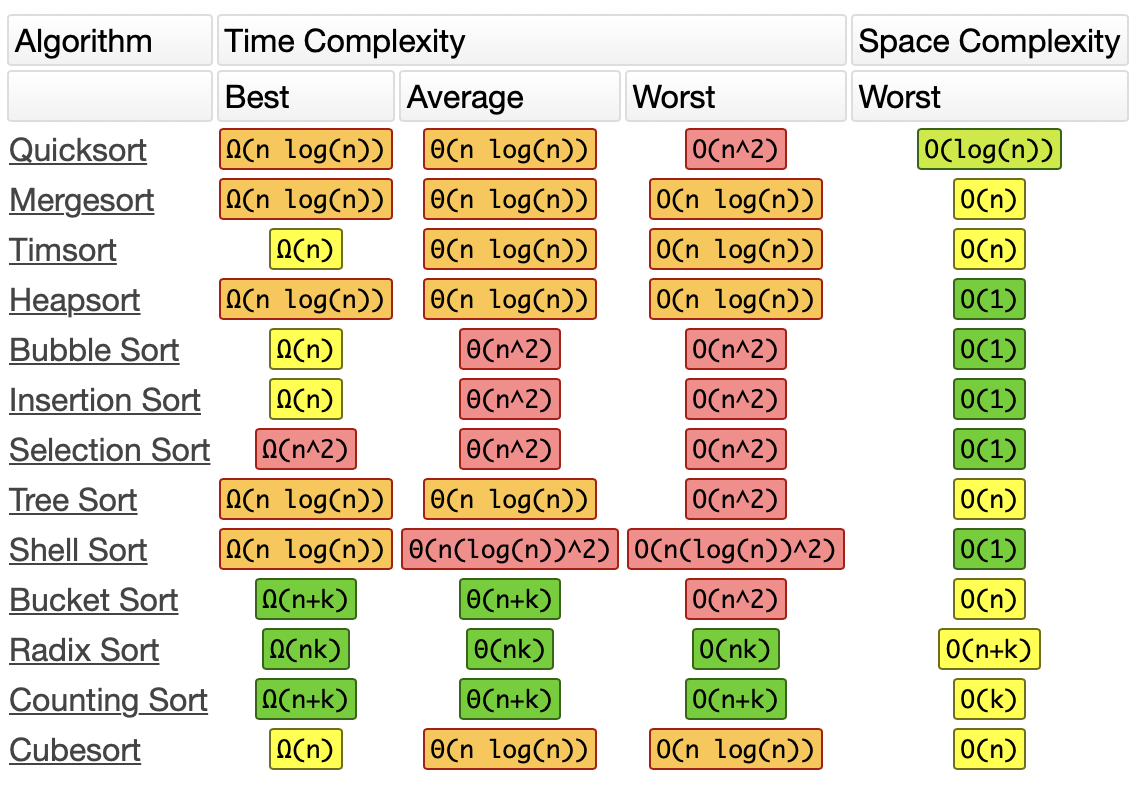 Algorithm Time Complexity Space Complexity
Best Average Worst Worst
Quicksort Ω(n log(n)) Θ(n log(n)) O(n^2) O(log(n))
Mergesort Ω(n log(n)) Θ(n log(n)) O(n log(n)) O(n)
Timsort Ω(n) Θ(n log(n)) O(n log(n)) O(n)
Heapsort Ω(n log(n)) Θ(n log(n)) O(n log(n)) O(1)
Bubble Sort Ω(n) Θ(n^2) O(n^2) O(1)
Insertion Sort Ω(n) Θ(n^2) O(n^2) O(1)
Selection Sort Ω(n^2) Θ(n^2) O(n^2) O(1)
Tree Sort Ω(n log(n)) Θ(n log(n)) O(n^2) O(n)
Shell Sort Ω(n log(n)) Θ(n(log(n))^2) O(n(log(n))^2) O(1)
Bucket Sort Ω(n+k) Θ(n+k) O(n^2) O(n)
Radix Sort Ω(nk) Θ(nk) O(nk) O(n+k)
Counting Sort Ω(n+k) Θ(n+k) O(n+k) O(k)
Cubesort Ω(n) Θ(n log(n)) O(n log(n)) O(n)